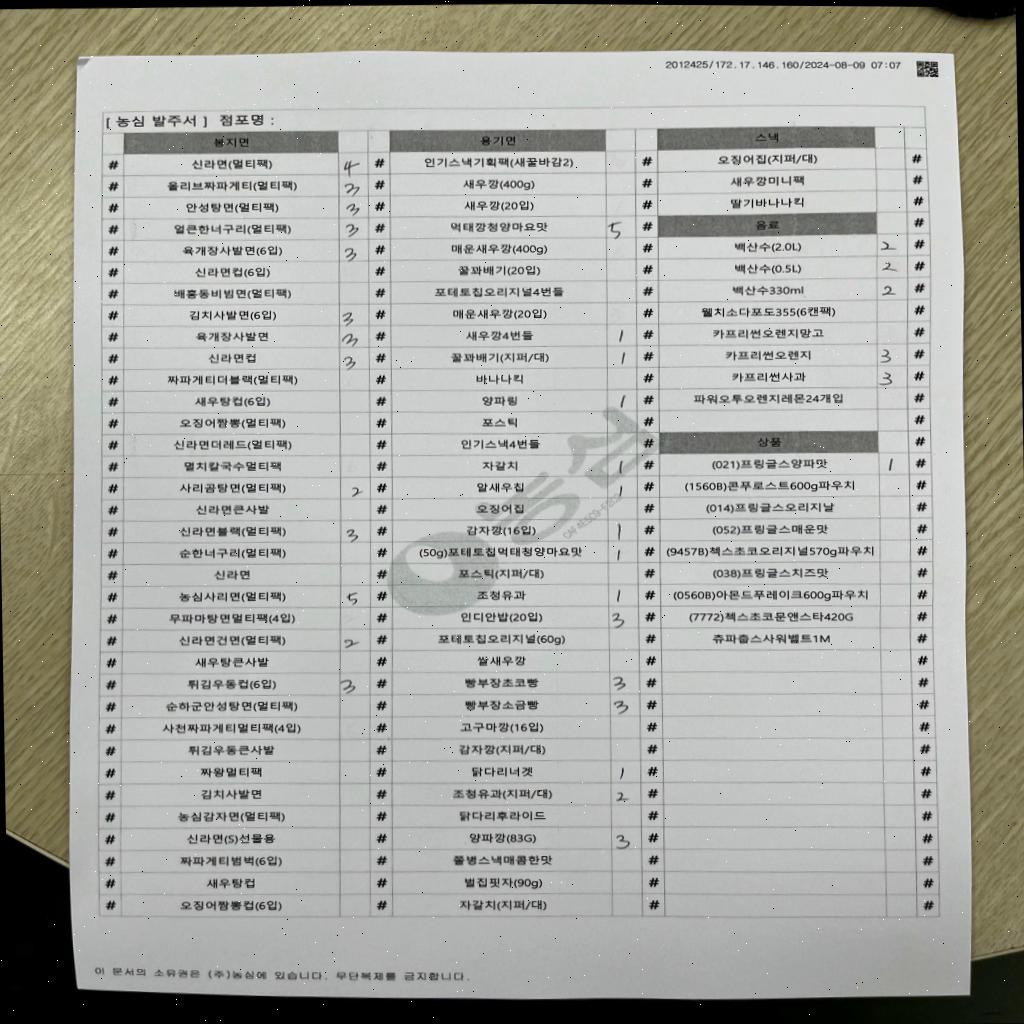 2012425/172.17.146.160/2024-08-09 07:07
[ 농심 발주서 ] 점포명 :
봉지면 용기면 스낵
# 신라면(멀티팩) 4 # 인기스낵기획팩(새꿀바감2) # 오징어집(지퍼/대) #
# 올리브짜파게티(멀티팩) 3 # 새우깡(400g) # 새우깡미니팩 #
# 안성탕면(멀티팩) 3 # 새우깡(20입) # 딸기바나나킥 #
# 얼큰한너구리(멀티팩) 3 # 먹태깡청양마요맛 5 # 음료 #
# 육개장사발면(6입) 3 # 매운새우깡(400g) # 백산수(2.0L) 2 #
# 신라면컵(6입) # 꿀꽈배기(20입) # 백산수(0.5L) 2 #
# 배홍동비빔면(멀티팩) # 포테토칩오리지널4번들 # 백산수330ml 2 #
# 김치사발면(6입) 3 # 매운새우깡(20입) # 웰치소다포도355(6캔팩) #
# 육개장사발면 3 # 새우깡4번들 1 # 카프리썬오렌지망고 #
# 신라면컵 3 # 꿀꽈배기(지퍼/대) 1 # 카프리썬오렌지 3 #
# 짜파게티더블랙(멀티팩) # 바나나킥 # 카프리썬사과 3 #
# 새우탕컵(6입) # 양파링 1 # 파워오투오렌지레몬24개입 #
# 오징어짬뽕(멀티팩) # 포스틱 # #
# 신라면더레드(멀티팩) # 인기스낵4번들 # 상품 #
# 멸치칼국수멀티팩 # 자갈치 1 # (021)프링글스양파맛 1 #
# 사리곰탕면(멀티팩) 2 # 알새우칩 1 # (1560B)콘푸로스트600g파우치 #
# 신라면큰사발 # 오징어집 # (014)프링글스오리지날 #
# 신라면블랙(멀티팩) 3 # 감자깡(16입) 1 # (052)프링글스매운맛 #
# 순한너구리(멀티팩) # (50g)포테토칩먹태청양마요맛 1 # (9457B)첵스초코오리지널570g파우치 #
# 신라면 # 포스틱(지퍼/대) # (038)프링글스치즈맛 #
# 농심사리면(멀티팩) 5 # 조청유과 1 # (0560B)아몬드푸레이크600g파우치 #
# 무파마탕면멀티팩(4입) # 인디안밥(20입) 3 # (7772)첵스초코문앤스타420G #
# 신라면건면(멀티팩) 2 # 포테토칩오리지널(60g) # 츄파춥스사워벨트1M #
# 새우탕큰사발 # 쌀새우깡 # #
# 튀김우동컵(6입) 3 # 빵부장초코빵 3 # #
# 순하군안성탕면(멀티팩) # 빵부장소금빵 3 # #
# 사천짜파게티멀티팩(4입) # 고구마깡(16입) # #
# 튀김우동큰사발 # 감자깡(지퍼/대) # #
# 짜왕멀티팩 # 닭다리너겟 1 # #
# 김치사발면 # 조청유과(지퍼/대) 2 # #
# 농심감자면(멀티팩) # 닭다리후라이드 # #
# 신라면(S)선물용 # 양파깡(83G) 3 # #
# 짜파게티범벅(6입) # 쫄병스낵매콤한맛 # #
# 새우탕컵 # 벌집핏자(90g) # #
# 오징어짬뽕컵(6입) # 자갈치(지퍼/대) # #
이 문서의 소유권은 (주)농심에 있습니다. 무단복제를 금지합니다.